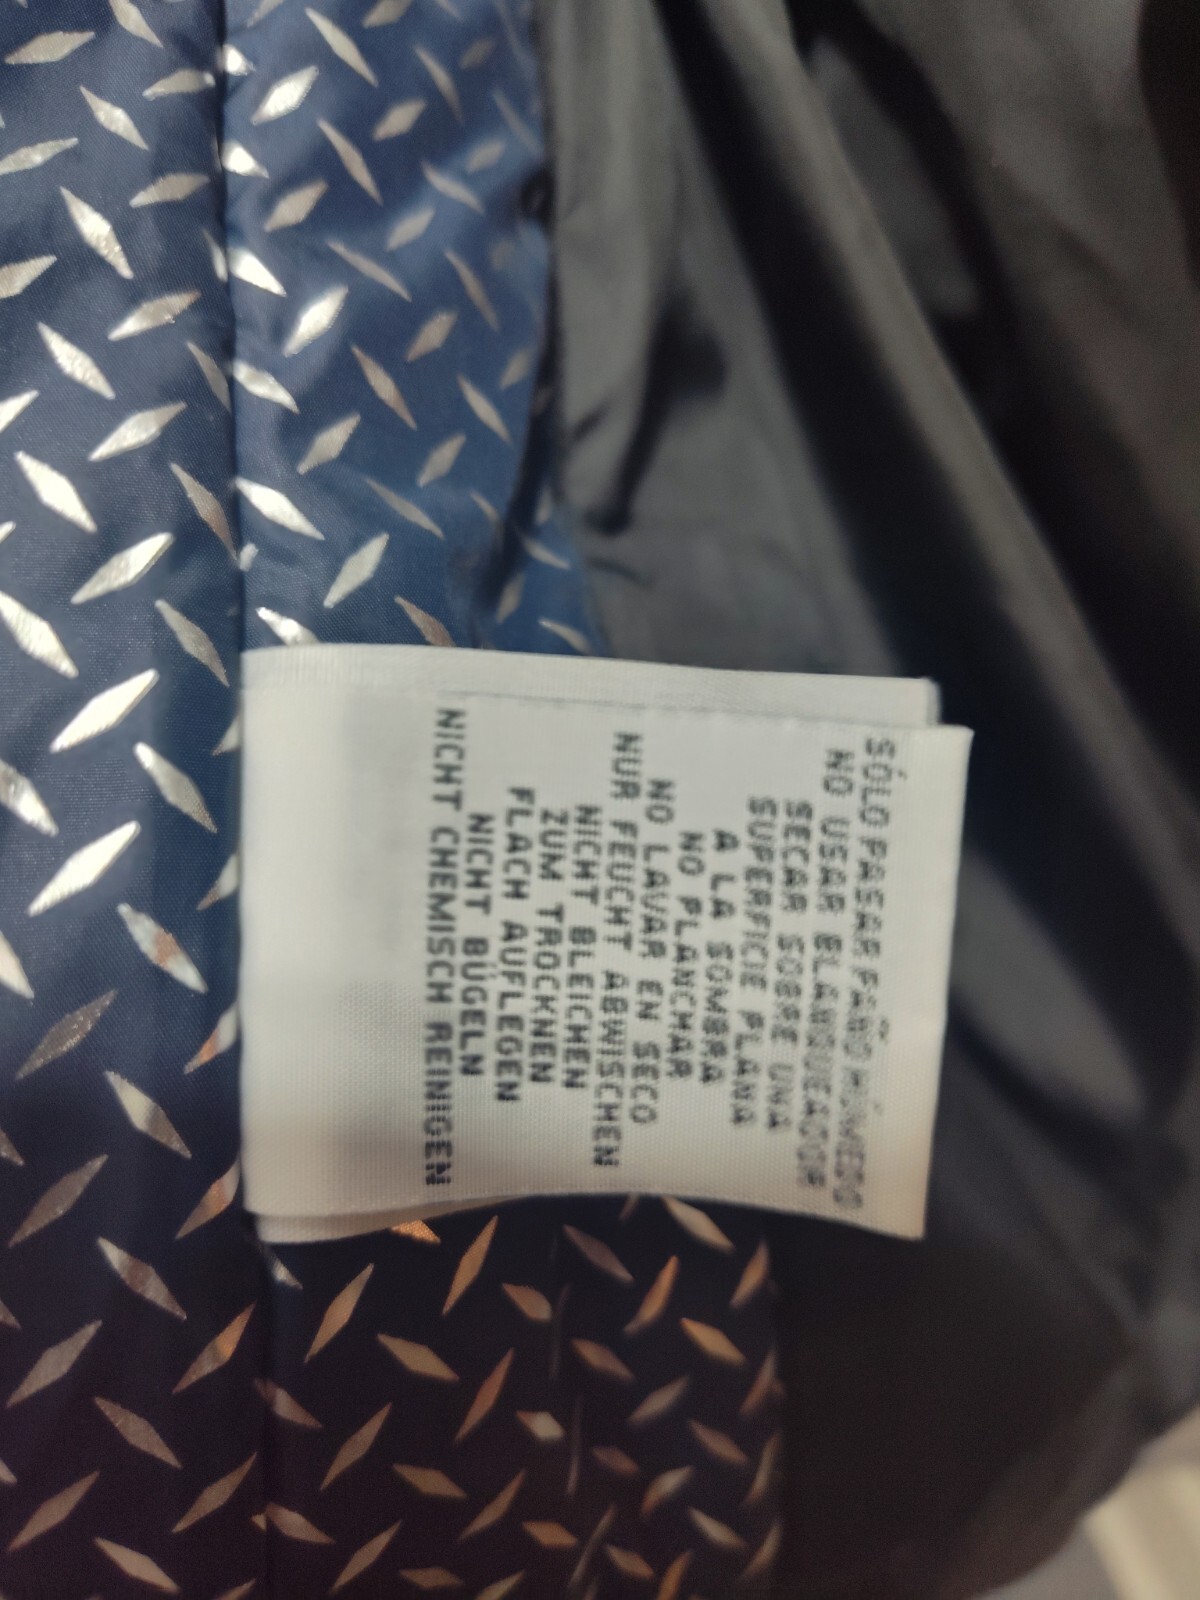 SÓLO PASAR PAÑO HÚMEDO
NO USAR BLANQUEADOR
SECAR SOBRE UNA
SUPERFICIE PLANA
A LA SOMBRA
NO PLANCHAR
NO LAVAR EN SECO
NUR FEUCHT ABWISCHEN
NICHT BLEICHEN
ZUM TROCKNEN
FLACH AUFLEGEN
NICHT BÜGELN
NICHT CHEMISCH REINIGEN